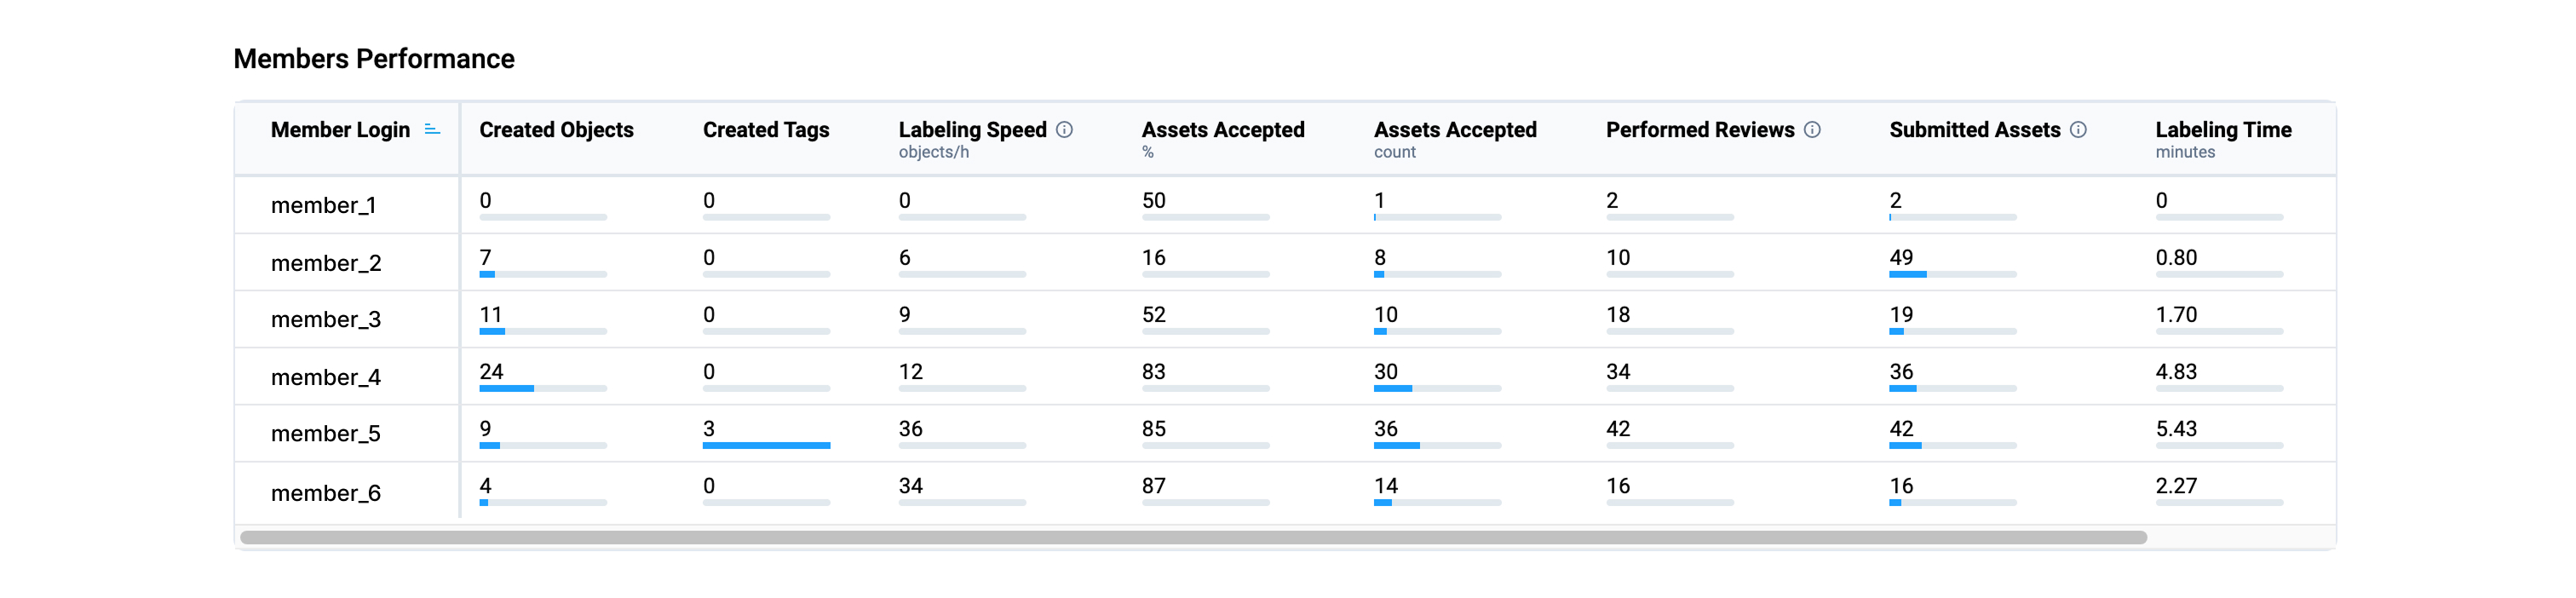 Members Performance
Member Login Created Objects Created Tags Labeling Speed Assets Accepted Assets Accepted Performed Reviews Submitted Assets Labeling Time
objects/h % count minutes
member_1 0 0 0 50 1 2 2 0
member_2 7 0 6 16 8 10 49 0.80
member_3 11 0 9 52 10 18 19 1.70
member_4 24 0 12 83 30 34 36 4.83
member_5 9 3 36 85 36 42 42 5.43
member_6 4 0 34 87 14 16 16 2.27